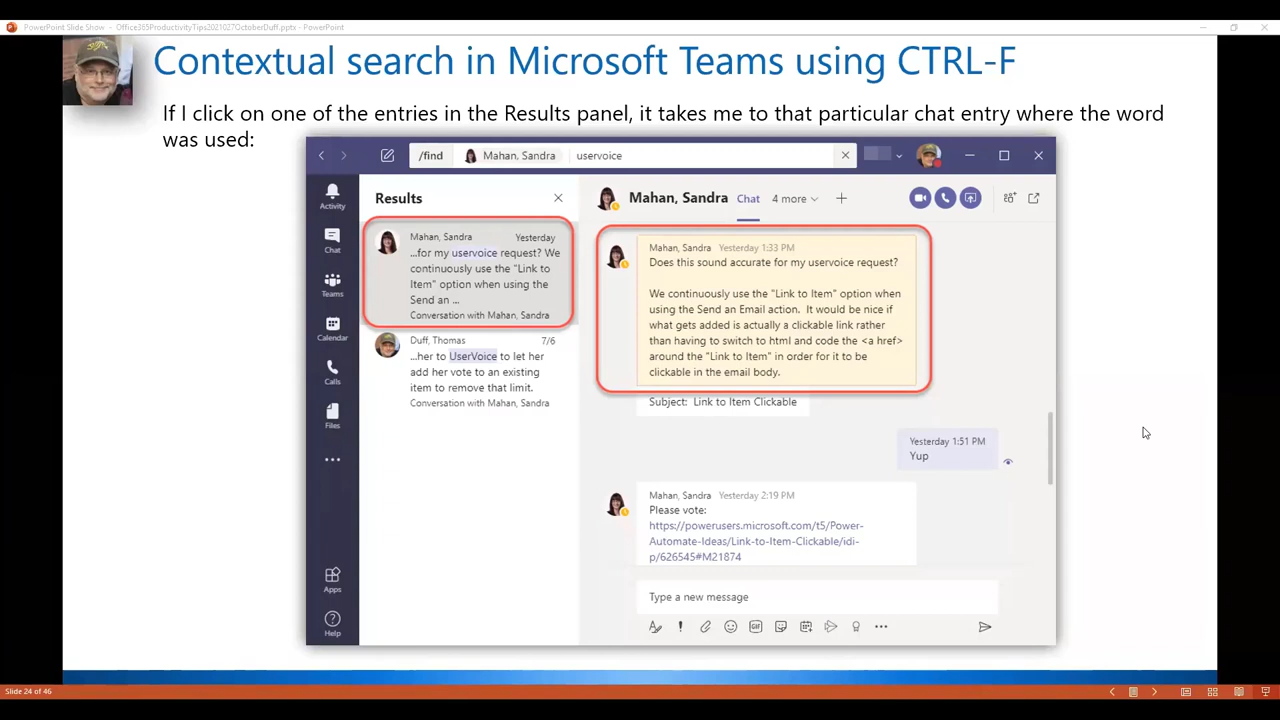 PowerPoint Slide Show - Office365ProductivityTips20211027OctoberDuff.pptx - PowerPoint
Contextual search in Microsoft Teams using CTRL-F
If I click on one of the entries in the Results panel, it takes me to that particular chat entry where the word
was used:
/find Mahan, Sandra uservoice
Activity
Chat
Teams
Calendar
Calls
Files
Apps
Help
Results
Mahan, Sandra Yesterday
...for my uservoice request? We
continuously use the "Link to
Item" option when using the
Send an ...
Conversation with Mahan, Sandra
Duff, Thomas 7/6
...her to UserVoice to let her
add her vote to an existing
item to remove that limit.
Conversation with Mahan, Sandra
Mahan, Sandra Chat 4 more
Mahan, Sandra Yesterday 1:33 PM
Does this sound accurate for my uservoice request?
We continuously use the "Link to Item" option when
using the Send an Email action. It would be nice if
what gets added is actually a clickable link rather
than having to switch to html and code the <a href>
around the "Link to Item" in order for it to be
clickable in the email body.
Subject: Link to Item Clickable
Yesterday 1:51 PM
Yup
Mahan, Sandra Yesterday 2:19 PM
Please vote:
https://powerusers.microsoft.com/t5/Power-
Automate-Ideas/Link-to-Item-Clickable/idi-
p/626545#M21874
Type a new message
GIF
Slide 24 of 46